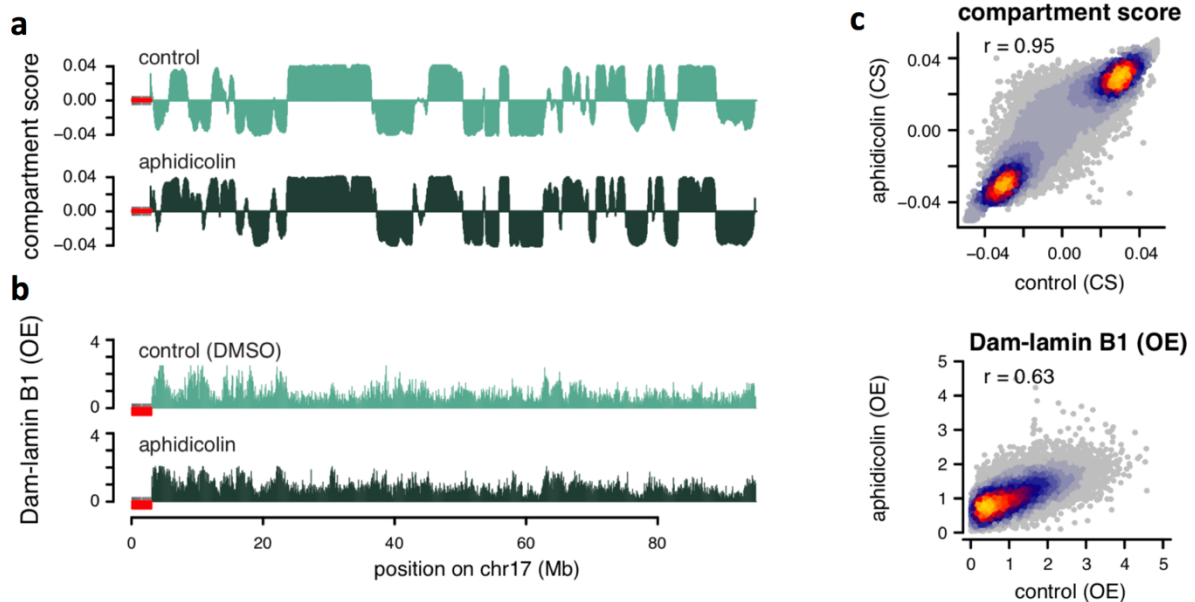 a
compartment score
control
0.04
0.00
−0.04
aphidicolin
0.04
0.00
−0.04
b
Dam-lamin B1 (OE)
control (DMSO)
4
0
aphidicolin
4
0
0 20 40 60 80
position on chr17 (Mb)
c
compartment score
r = 0.95
aphidicolin (CS)
0.04
0.00
−0.04
−0.04 0.00 0.04
control (CS)
Dam-lamin B1 (OE)
r = 0.63
aphidicolin (OE)
5
4
3
2
1
0
0 1 2 3 4 5
control (OE)